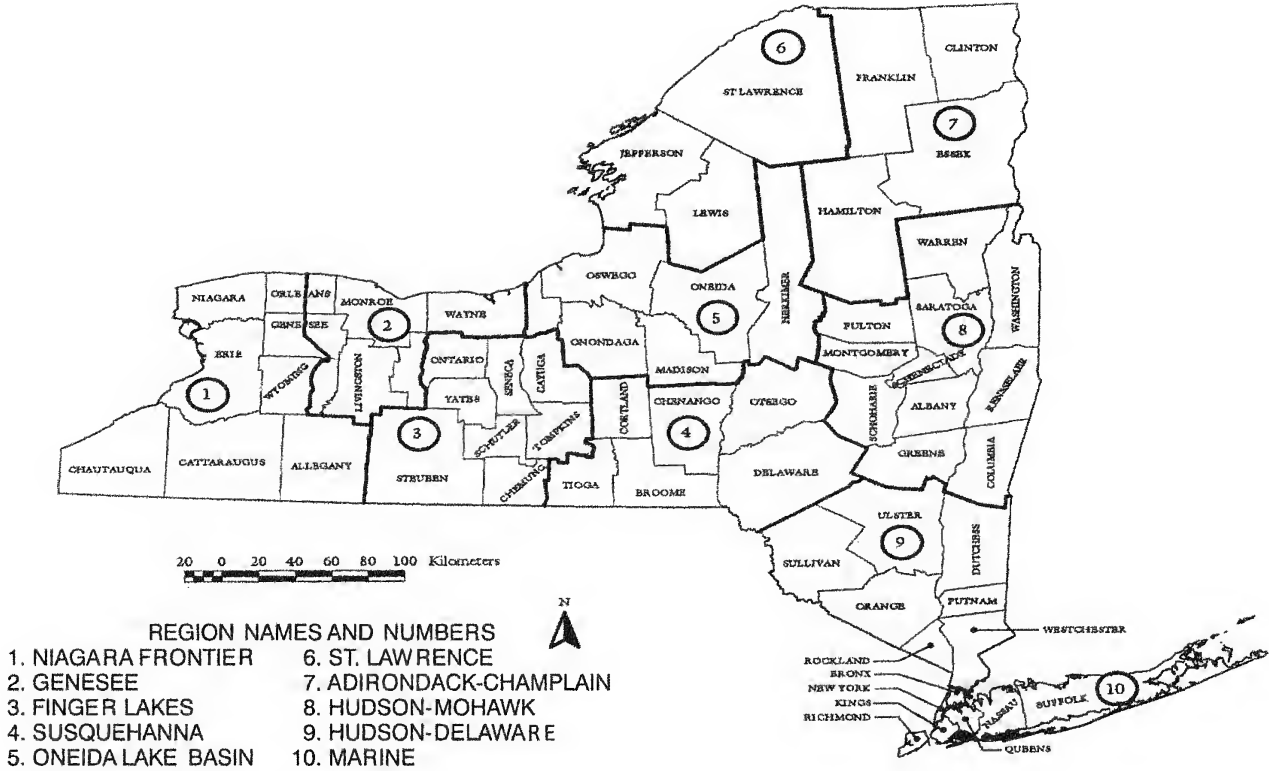 6
CLINTON
FRANKLIN
ST LAWRENCE
7
ESSEX
JEFFERSON
LEWIS
HAMILTON
WARREN
WASHINGTON
OSWEGO
ONEIDA
HERKIMER
NIAGARA
ORLEANS
MONROE
WAYNE
2
5
SARATOGA
8
GENESEE
FULTON
ERIE
ONONDAGA
MONTGOMERY
ONTARIO
SENECA
CAYUGA
MADISON
SCHENECTADY
WYOMING
LIVINGSTON
RENSSELAER
1
YATES
CORTLAND
CHENANGO
OTSEGO
SCHOHARIE
ALBANY
3
4
SCHUYLER
TOMPKINS
GREENE
COLUMBIA
CHAUTAUQUA
CATTARAUGUS
ALLEGANY
STEUBEN
CHEMUNG
TIOGA
BROOME
DELAWARE
ULSTER
9
SULLIVAN
DUTCHESS
20 0 20 40 60 80 100 Kilometers
ORANGE
PUTNAM
N
WESTCHESTER
ROCKLAND
BRONX
NEW YORK
KINGS
RICHMOND
NASSAU
SUFFOLK
10
QUEENS
REGION NAMES AND NUMBERS
1. NIAGARA FRONTIER
2. GENESEE
3. FINGER LAKES
4. SUSQUEHANNA
5. ONEIDA LAKE BASIN
6. ST. LAWRENCE
7. ADIRONDACK-CHAMPLAIN
8. HUDSON-MOHAWK
9. HUDSON-DELAWARE
10. MARINE